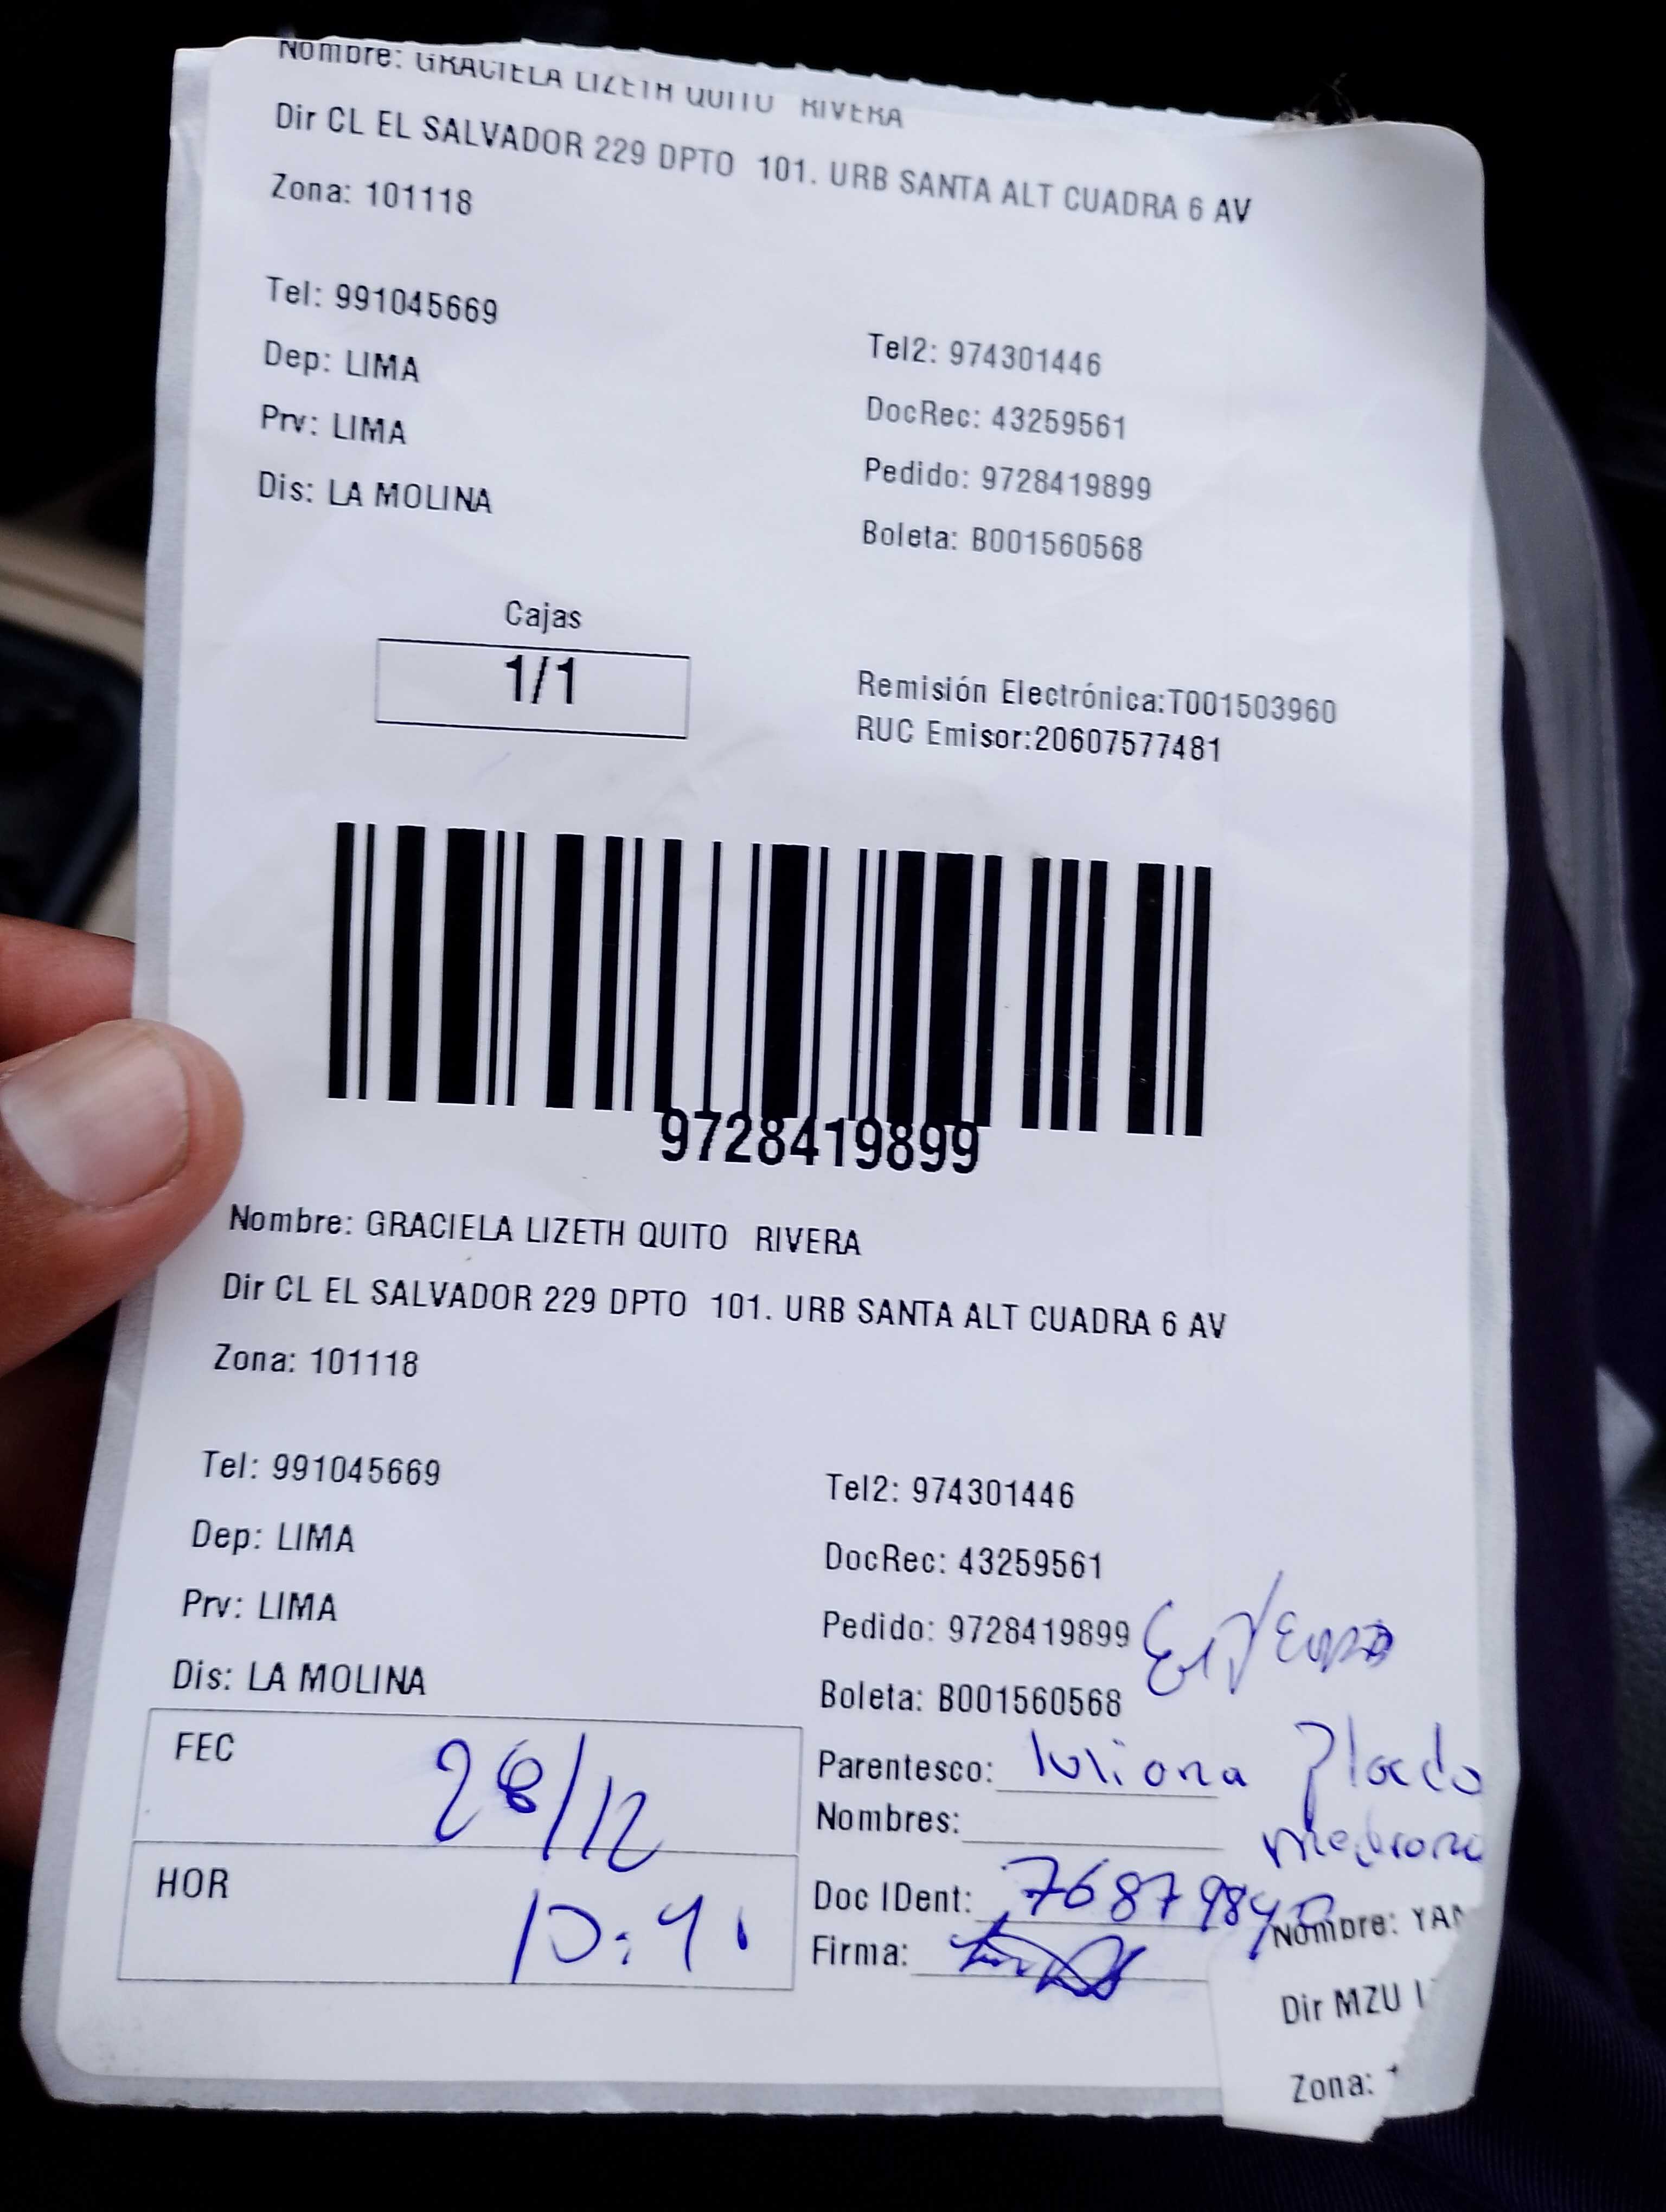 Nombre: GRACIELA LIZETH QUITO RIVERA
Dir CL EL SALVADOR 229 DPTO 101. URB SANTA ALT CUADRA 6 AV
Zona: 101118
Tel: 991045669
Tel2: 974301446
Dep: LIMA
DocRec: 43259561
Prv: LIMA
Pedido: 9728419899
Dis: LA MOLINA
Boleta: B001560568
Cajas
1/1
Remisión Electrónica:T001503960
RUC Emisor:20607577481
9728419899
Nombre: GRACIELA LIZETH QUITO RIVERA
Dir CL EL SALVADOR 229 DPTO 101. URB SANTA ALT CUADRA 6 AV
Zona: 101118
Tel: 991045669
Tel2: 974301446
Dep: LIMA
DocRec: 43259561
Prv: LIMA
Pedido: 9728419899
Dis: LA MOLINA
Boleta: B001560568
FEC 28/12
Parentesco:
Nombres:
HOR
Doc IDent:
Firma:
Nombre: YAN
Dir MZU
Zona: